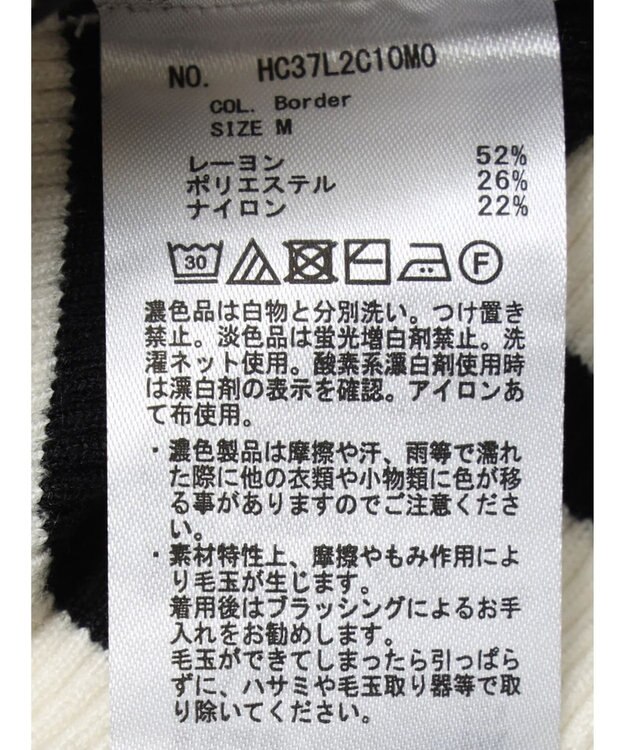 NO. HC37L2C10MO
COL. Border
SIZE M
レーヨン 52%
ポリエステル 26%
ナイロン 22%
30 F
濃色品は白物と分別洗い。つけ置き
禁止。淡色品は蛍光増白剤禁止。洗
濯ネット使用。酸素系漂白剤使用時
は漂白剤の表示を確認。アイロンあ
て布使用。
・濃色製品は摩擦や汗、雨等で濡れ
た際に他の衣類や小物類に色が移
る事がありますのでご注意くださ
い。
・素材特性上、摩擦やもみ作用によ
り毛玉が生じます。
着用後はブラッシングによるお手
入れをお勧めします。
毛玉ができてしまったら引っぱら
ずに、ハサミや毛玉取り器等で取
り除いてください。